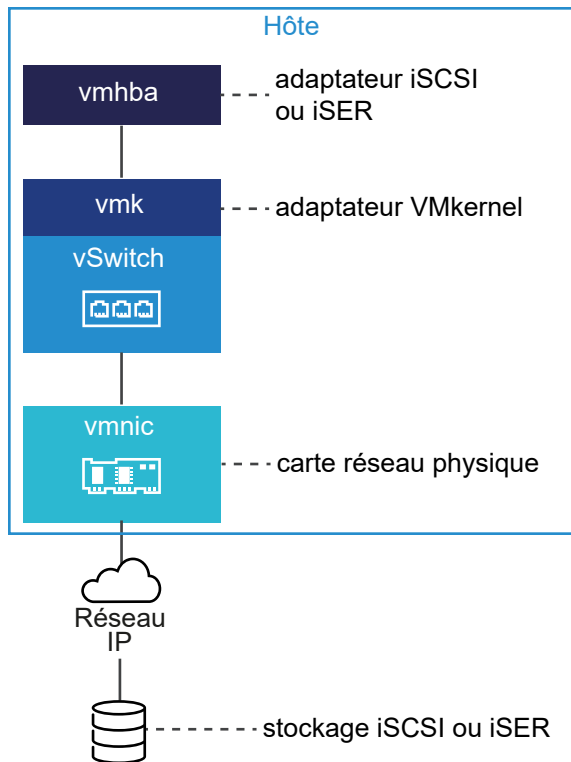 Hôte
vmhba
adaptateur iSCSI
ou iSER
vmk
adaptateur VMkernel
vSwitch
vmnic
carte réseau physique
Réseau
IP
stockage iSCSI ou iSER